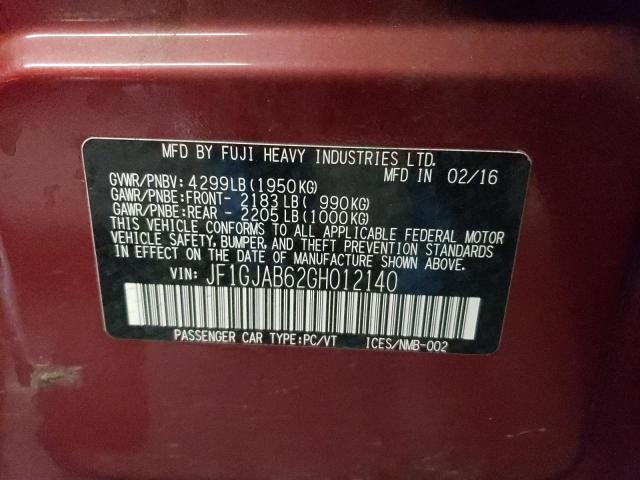 MFD BY FUJI HEAVY INDUSTRIES LTD.
MFD IN 02/16
GVWR/PNBV: 4299LB(1950KG)
GAWR/PNBE:FRONT- 2183LB( 990KG)
GAWR/PNBE:REAR - 2205LB(1000KG)
THIS VEHICLE CONFORMS TO ALL APPLICABLE FEDERAL MOTOR
VEHICLE SAFETY, BUMPER, AND THEFT PREVENTION STANDARDS
IN EFFECT ON THE DATE OF MANUFACTURE SHOWN ABOVE.
VIN: JF1GJAB62GH012140
PASSENGER CAR TYPE:PC/VT ICES/NMB-002